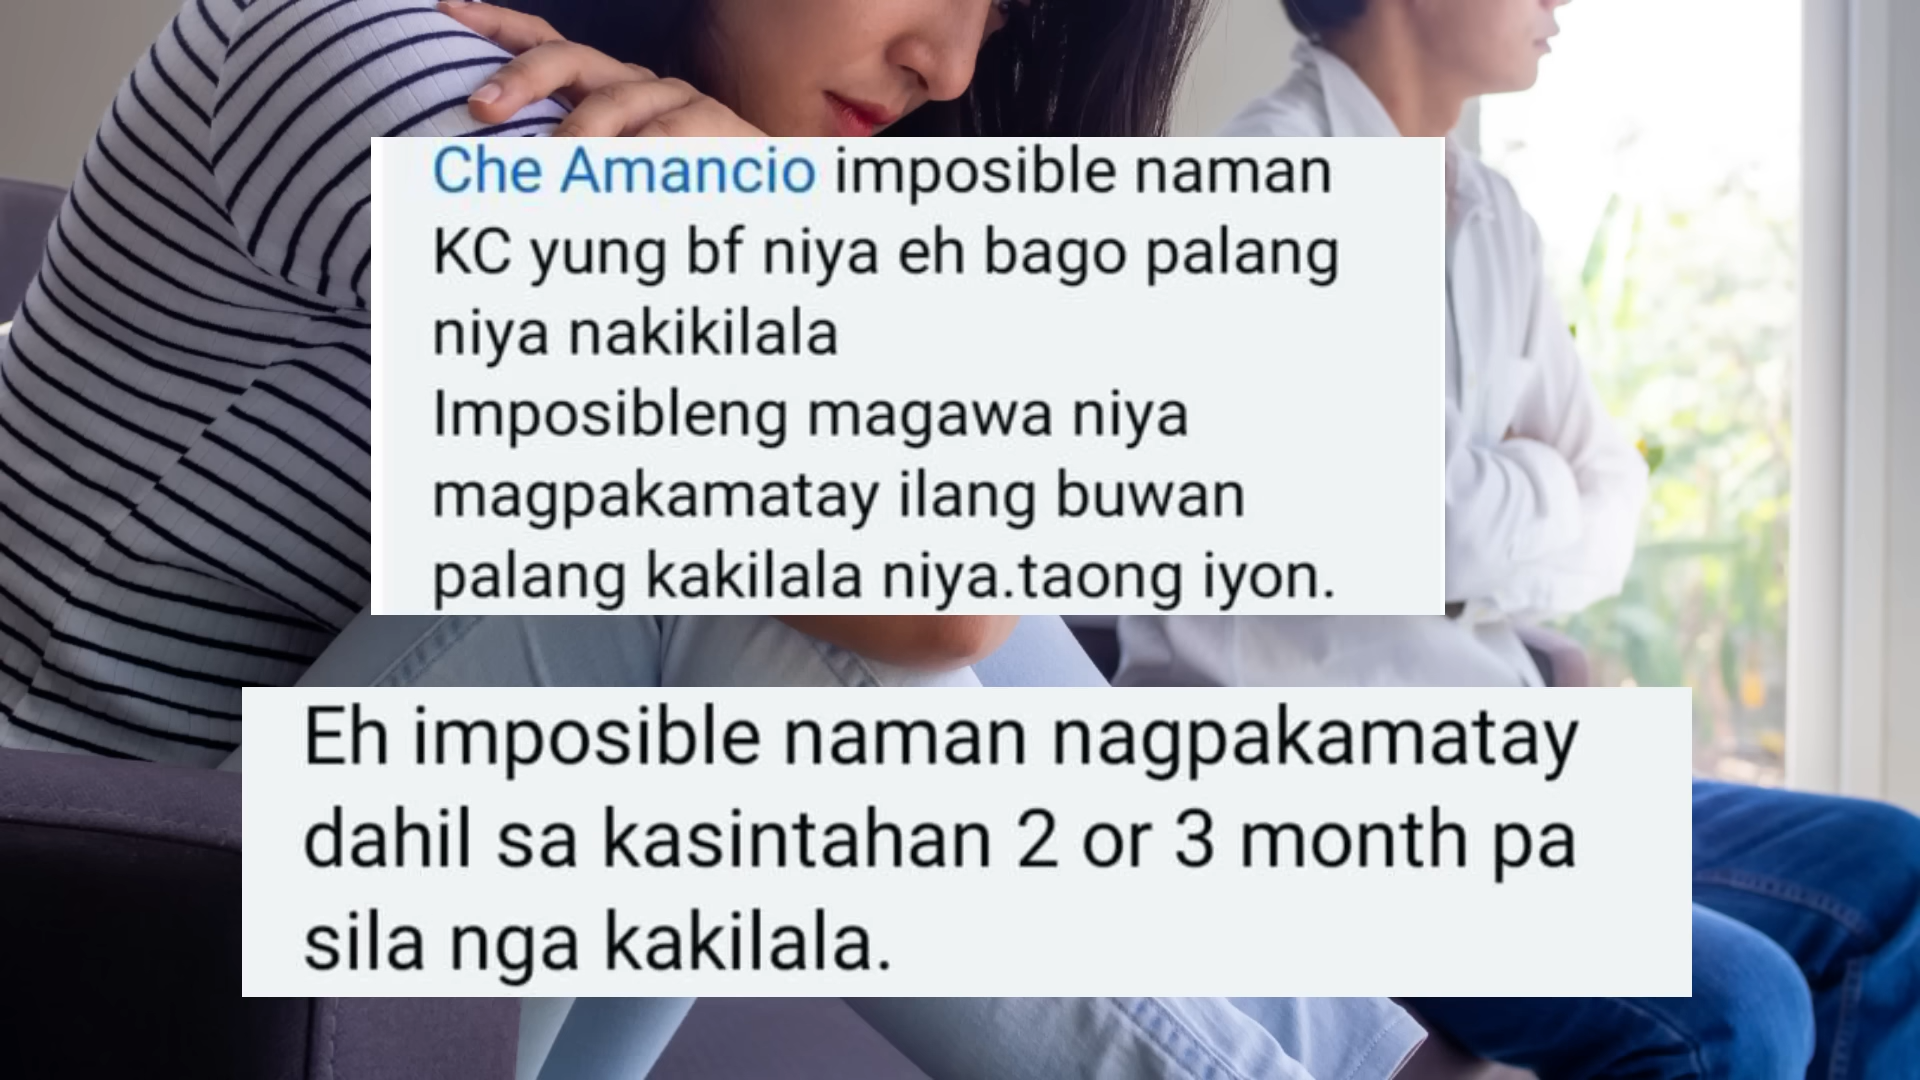 Che Amancio imposible naman
KC yung bf niya eh bago palang
niya nakikilala
Imposibleng magawa niya
magpakamatay ilang buwan
palang kakilala niya.taong iyon.
Eh imposible naman nagpakamatay
dahil sa kasintahan 2 or 3 month pa
sila nga kakilala.